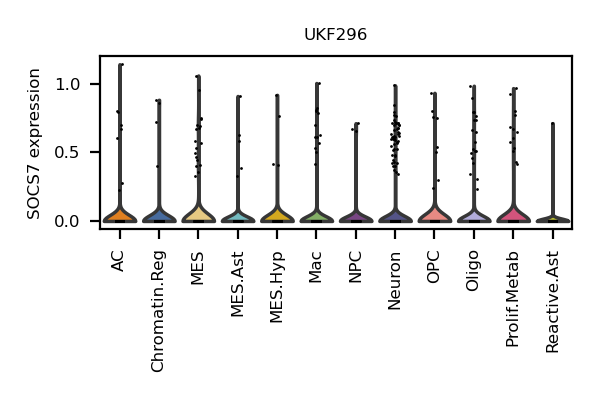 UKF296
SOCS7 expression
1.0
0.5
0.0
AC
Chromatin.Reg
MES
MES.Ast
MES.Hyp
Mac
NPC
Neuron
OPC
Oligo
Prolif.Metab
Reactive.Ast